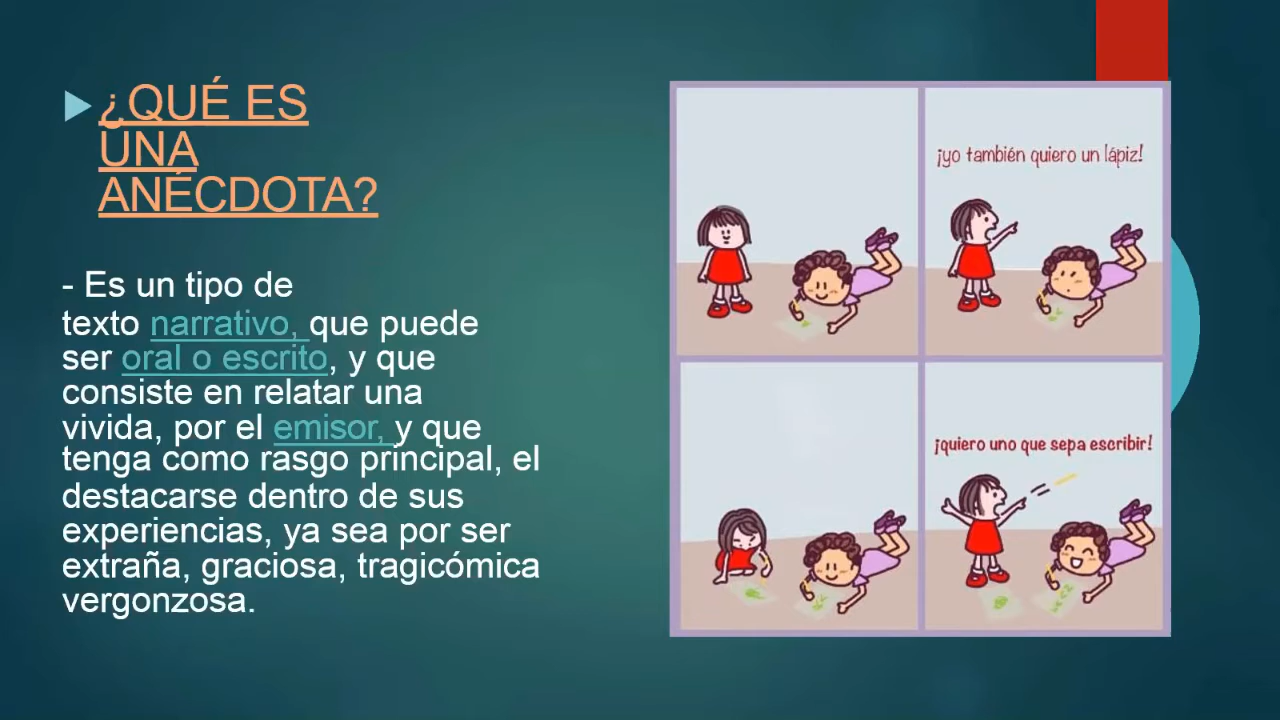 ¿QUÉ ES
UNA
ANÉCDOTA?
- Es un tipo de
texto narrativo, que puede
ser oral o escrito, y que
consiste en relatar una
vivida, por el emisor, y que
tenga como rasgo principal, el
destacarse dentro de sus
experiencias, ya sea por ser
extraña, graciosa, tragicómica
vergonzosa.
¡yo también quiero un lápiz!
¡quiero uno que sepa escribir!